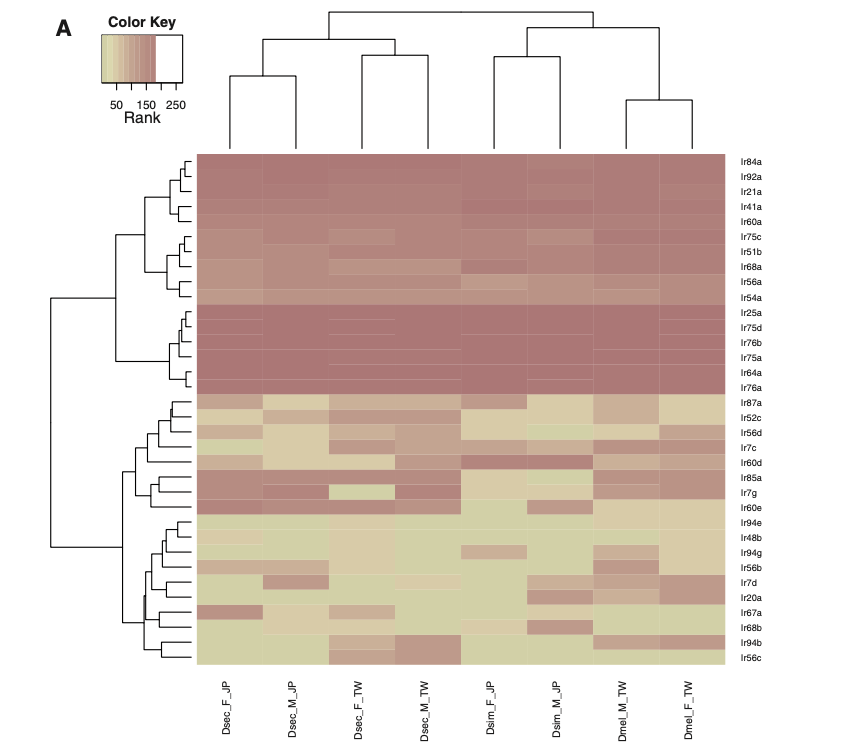 A
Color Key
50 150 250
Rank
Ir84a
Ir92a
Ir21a
Ir41a
Ir60a
Ir75c
Ir51b
Ir68a
Ir56a
Ir54a
Ir25a
Ir75d
Ir76b
Ir75a
Ir64a
Ir76a
Ir87a
Ir52c
Ir56d
Ir7c
Ir60d
Ir85a
Ir7g
Ir60e
Ir94e
Ir48b
Ir94g
Ir56b
Ir7d
Ir20a
Ir67a
Ir68b
Ir94b
Ir56c
Dsec_F_JP
Dsec_M_JP
Dsec_F_TW
Dsec_M_TW
Dsim_F_JP
Dsim_M_JP
Dmel_M_TW
Dmel_F_TW